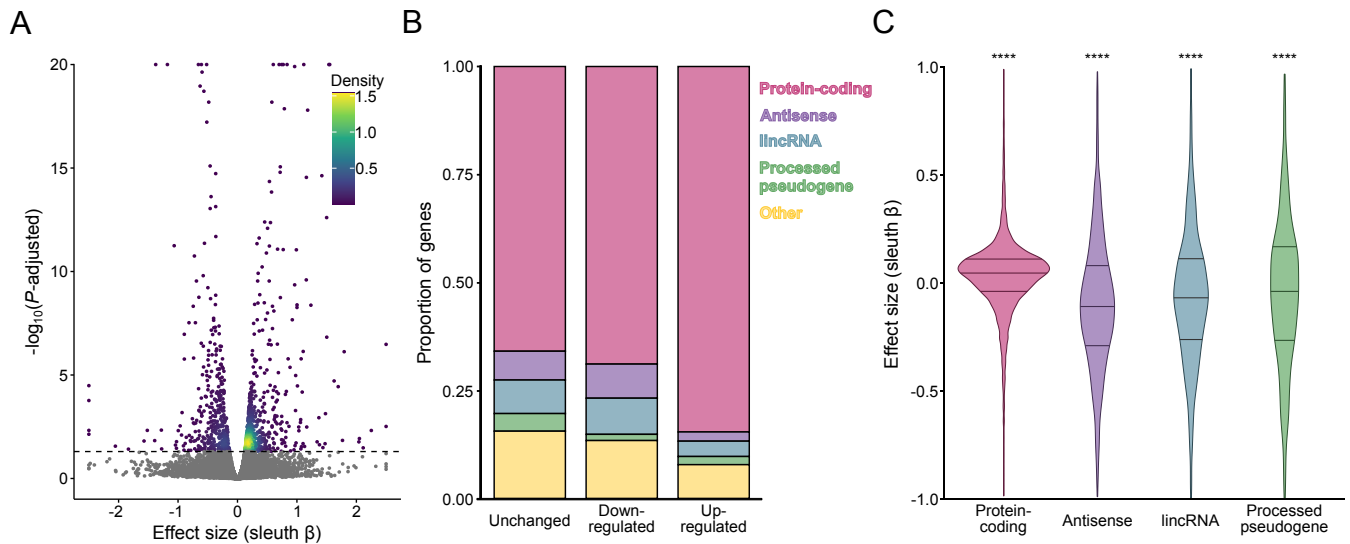 A
20
15
10
5
0
-log10(P-adjusted)
-2
-1
0
1
2
Effect size (sleuth β)
Density
1.5
1.0
0.5
B
1.00
0.75
0.50
0.25
0.00
Proportion of genes
Unchanged
Down-
regulated
Up-
regulated
Protein-coding
Antisense
lincRNA
Processed
pseudogene
Other
C
**** **** **** ****
1.0
0.5
0.0
-0.5
-1.0
Effect size (sleuth β)
Protein-
coding
Antisense
lincRNA
Processed
pseudogene